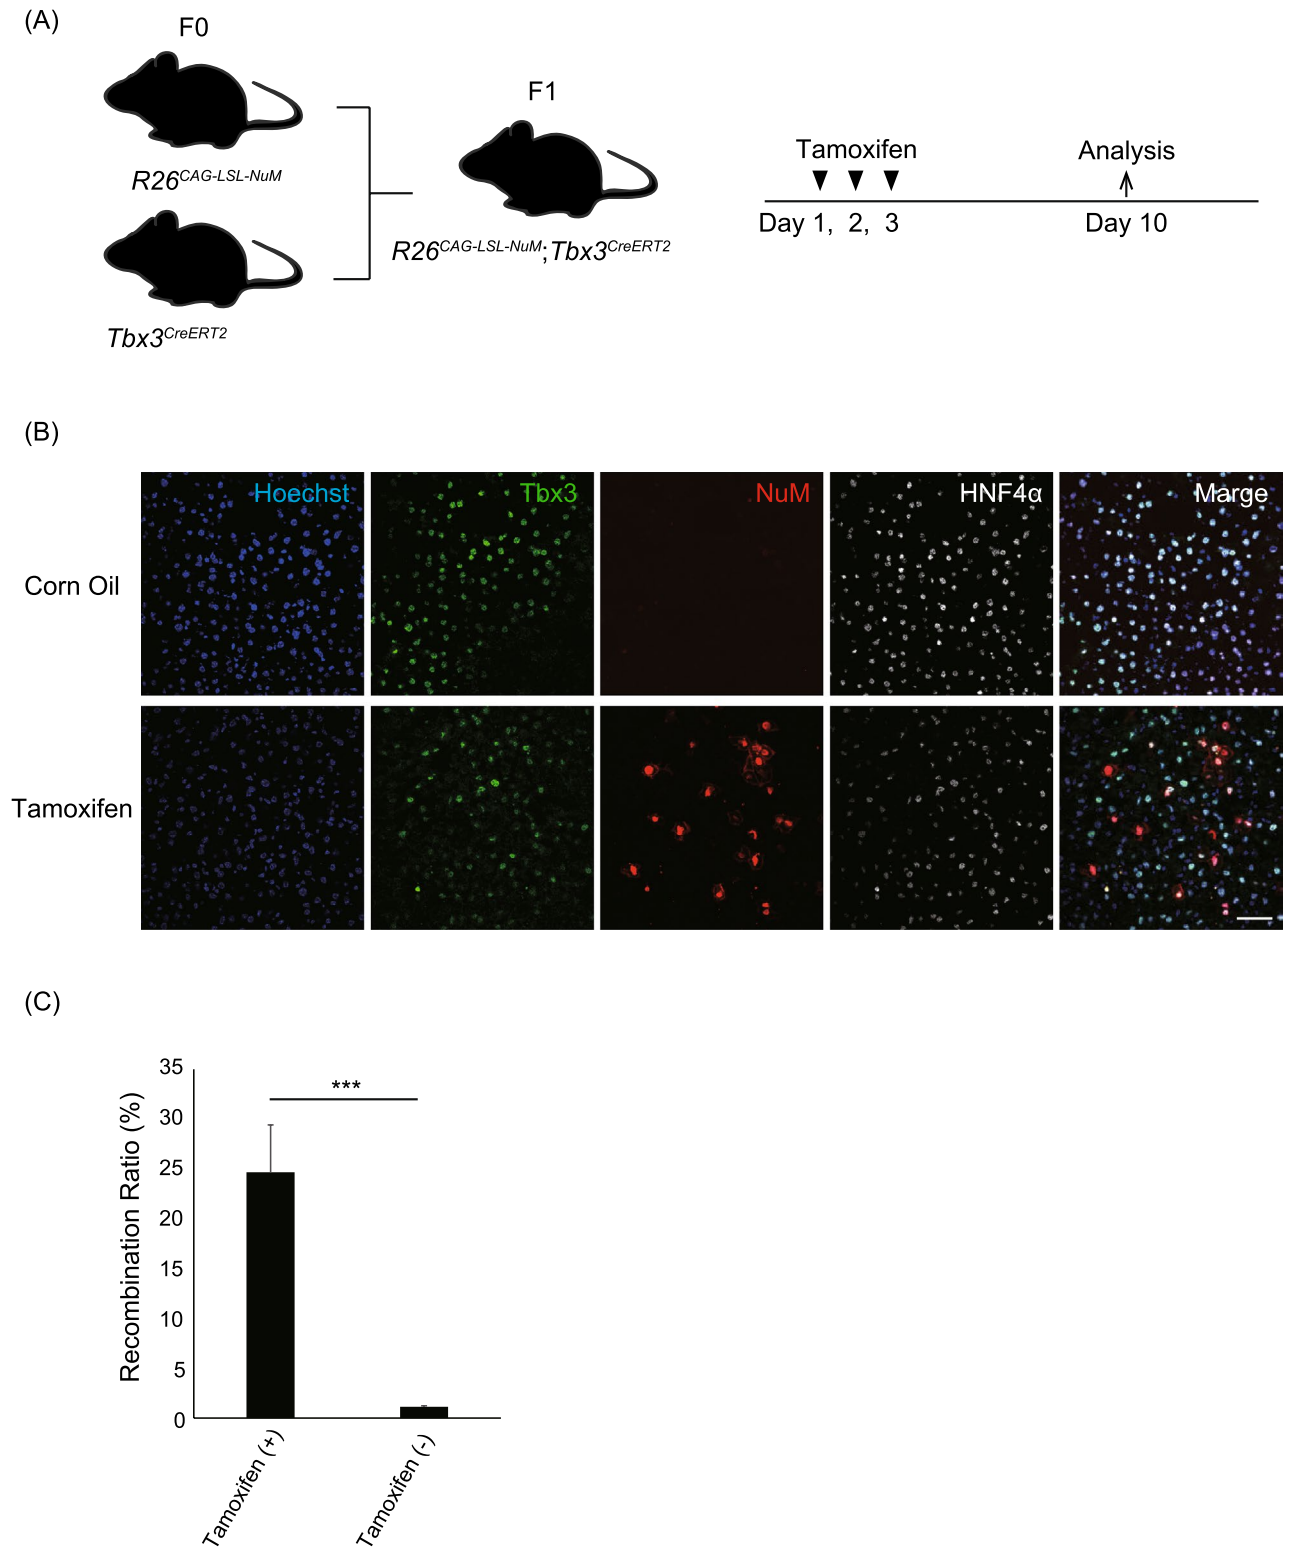 (A)
F0
F1
R26CAG-LSL-NuM
Tbx3CreERT2
R26CAG-LSL-NuM;Tbx3CreERT2
Tamoxifen
Analysis
Day 1, 2, 3
Day 10
(B)
Hoechst
Tbx3
NuM
HNF4α
Marge
Corn Oil
Tamoxifen
(C)
Recombination Ratio (%)
35
30
25
20
15
10
5
0
***
Tamoxifen (+)
Tamoxifen (-)